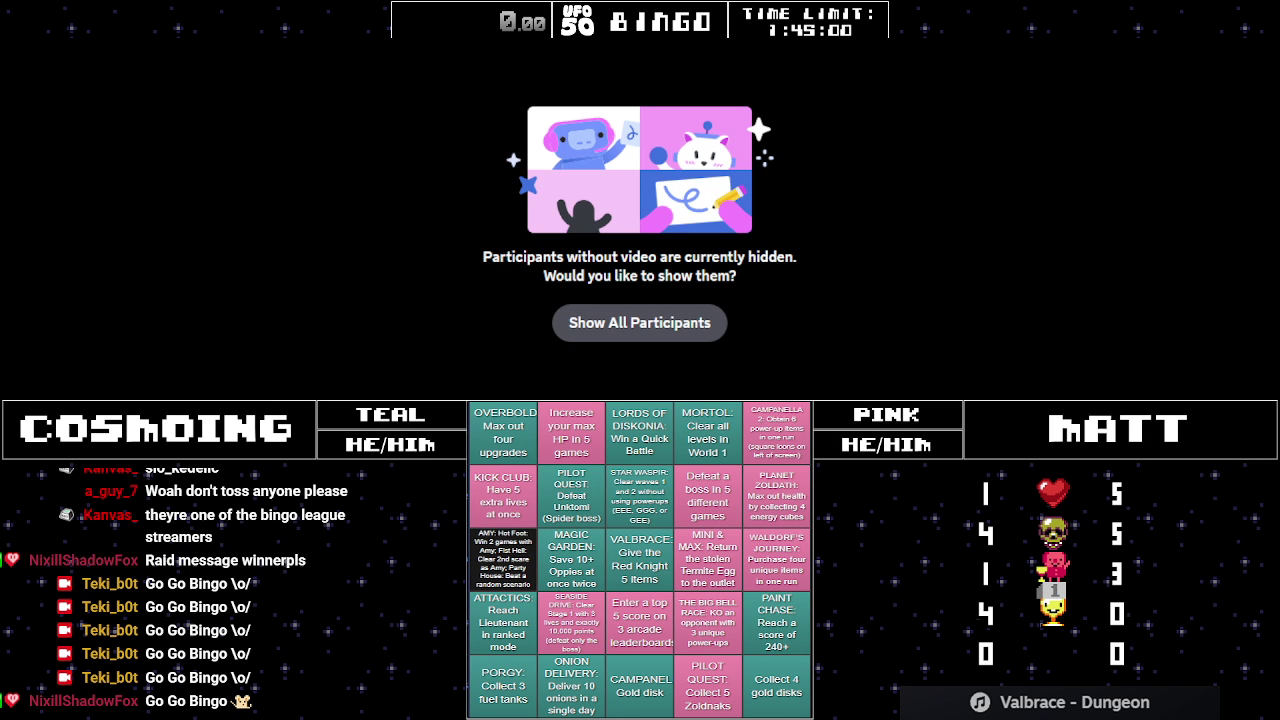 0.00
UFO
50
BINGO
TIME LIMIT:
1:45:00
Participants without video are currently hidden.
Would you like to show them?
Show All Participants
COSMOING
TEAL
HE/HIM
PINK
HE/HIM
MATT
a_guy_7 Woah don't toss anyone please
Kanvas_ theyre one of the bingo league
streamers
NixillShadowFox Raid message winnerpls
Teki_b0t Go Go Bingo \o/
Teki_b0t Go Go Bingo \o/
Teki_b0t Go Go Bingo \o/
Teki_b0t Go Go Bingo \o/
Teki_b0t Go Go Bingo \o/
NixillShadowFox Go Go Bingo
OVERBOLD
Max out
four
upgrades
Increase
your max
HP in 5
games
LORDS OF
DISKONIA:
Win a Quick
Battle
MORTOL:
Clear all
levels in
World 1
CAMPANELLA
2: Obtain 6
power-up items
in one run
(square icons on
left of screen)
KICK CLUB:
Have 5
extra lives
at once
PILOT
QUEST:
Defeat
Unktomi
(Spider boss)
STAR WASPIR:
Clear waves 1
and 2 without
using powerups
(EEE, GGG, or
GEE)
Defeat a
boss in 5
different
games
PLANET
ZOLDATH:
Max out health
by collecting 4
energy cubes
AMY: Hot Foot:
Win 2 games with
Amy; Fist Hell:
Clear 2nd scare
as Amy; Party
House: Beat a
random scenario
MAGIC
GARDEN:
Save 10+
Oppies at
once twice
VALBRACE:
Give the
Red Knight
5 items
MINI &
MAX: Return
the stolen
Termite Egg
to the outlet
WALDORF'S
JOURNEY:
Purchase four
unique items
in one run
ATTACTICS:
Reach
Lieutenant
in ranked
mode
SEASIDE
DRIVE: Clear
Stage 1 with 3
lives and exactly
10,000 points
(defeat only the
boss)
Enter a top
5 score on
3 arcade
leaderboards
THE BIG BELL
RACE: KO an
opponent with
3 unique
power-ups
PAINT
CHASE:
Reach a
score of
240+
PORGY:
Collect 3
fuel tanks
ONION
DELIVERY:
Deliver 10
onions in a
single day
CAMPANEL
Gold disk
PILOT
QUEST:
Collect 5
Zoldnaks
Collect 4
gold disks
1 5
4 5
1 3
1
4 0
0 0
Valbrace - Dungeon